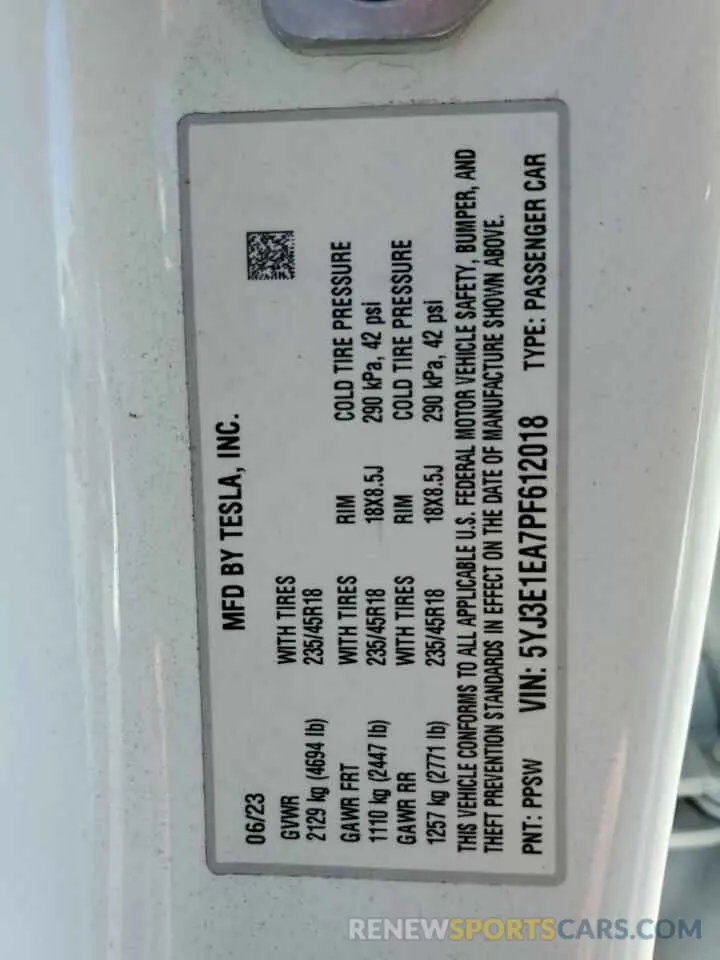 MFD BY TESLA, INC.
06/23
GVWR WITH TIRES
2129 kg (4694 lb) 235/45R18
GAWR FRT WITH TIRES RIM COLD TIRE PRESSURE
1110 kg (2447 lb) 235/45R18 18X8.5J 290 kPa, 42 psi
GAWR RR WITH TIRES RIM COLD TIRE PRESSURE
1257 kg (2771 lb) 235/45R18 18X8.5J 290 kPa, 42 psi
THIS VEHICLE CONFORMS TO ALL APPLICABLE U.S. FEDERAL MOTOR VEHICLE SAFETY, BUMPER, AND
THEFT PREVENTION STANDARDS IN EFFECT ON THE DATE OF MANUFACTURE SHOWN ABOVE.
PNT: PPSW VIN: 5YJ3E1EA7PF612018 TYPE: PASSENGER CAR
RENEWSPORTSCARS.COM